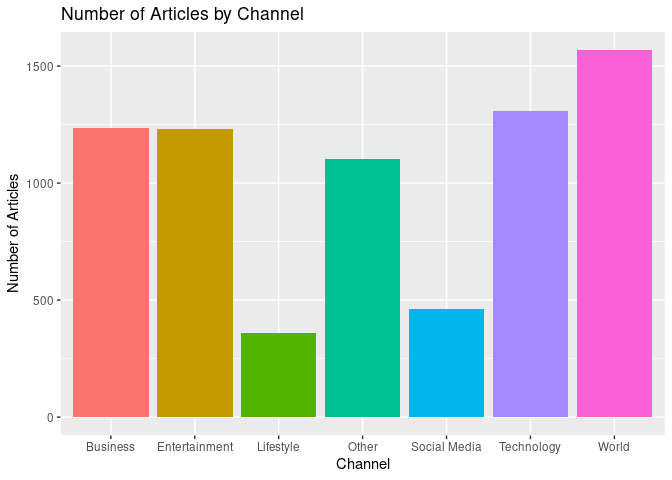 Number of Articles by Channel
Number of Articles
1500
1000
500
0
Business Entertainment Lifestyle Other Social Media Technology World
Channel